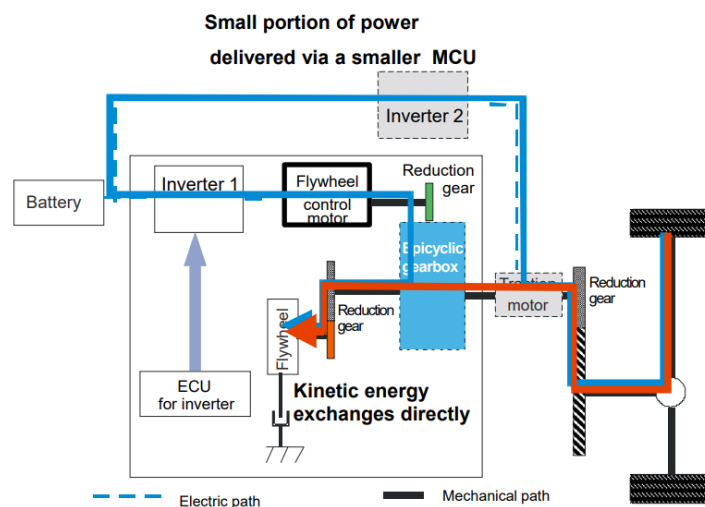 Small portion of power
delivered via a smaller MCU
Inverter 2
Battery
Inverter 1
Flywheel
control
motor
Reduction
gear
Epicyclic
gearbox
Traction
motor
Reduction
gear
Reduction
gear
Flywheel
ECU
for inverter
Kinetic energy
exchanges directly
Electric path
Mechanical path